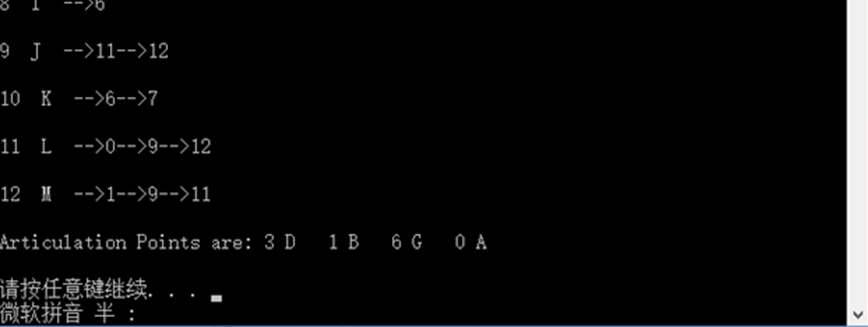 8 I -->6
9 J -->11-->12
10 K -->6-->7
11 L -->0-->9-->12
12 M -->1-->9-->11
Articulation Points are: 3 D 1 B 6 G 0 A
请按任意键继续. . .
微软拼音 半 :